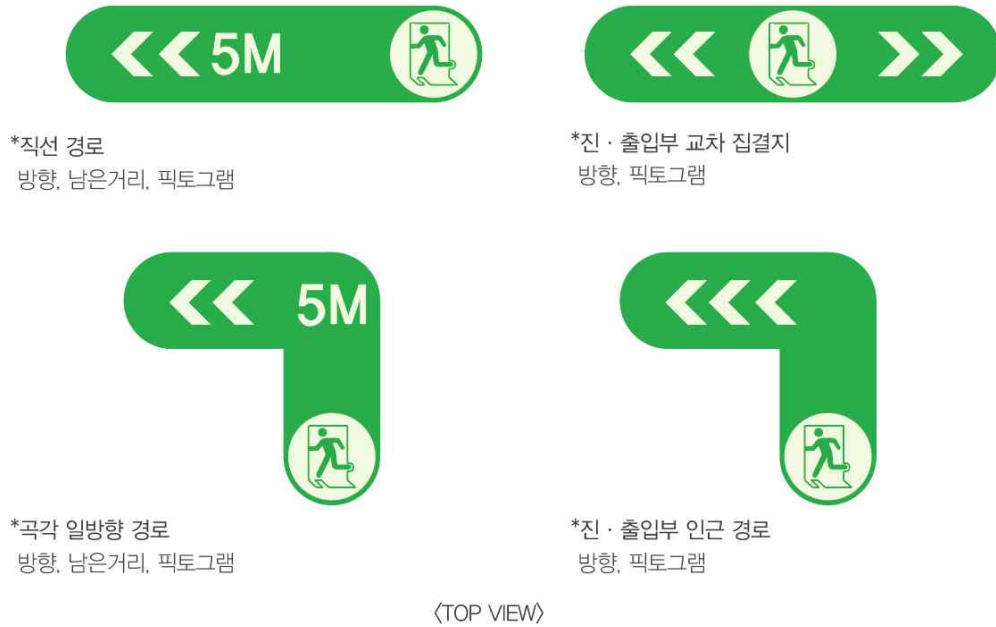 5M
*직선 경로
방향, 남은거리, 픽토그램
*진 · 출입부 교차 집결지
방향, 픽토그램
5M
*곡각 일방향 경로
방향, 남은거리, 픽토그램
*진 · 출입부 인근 경로
방향, 픽토그램
〈TOP VIEW〉